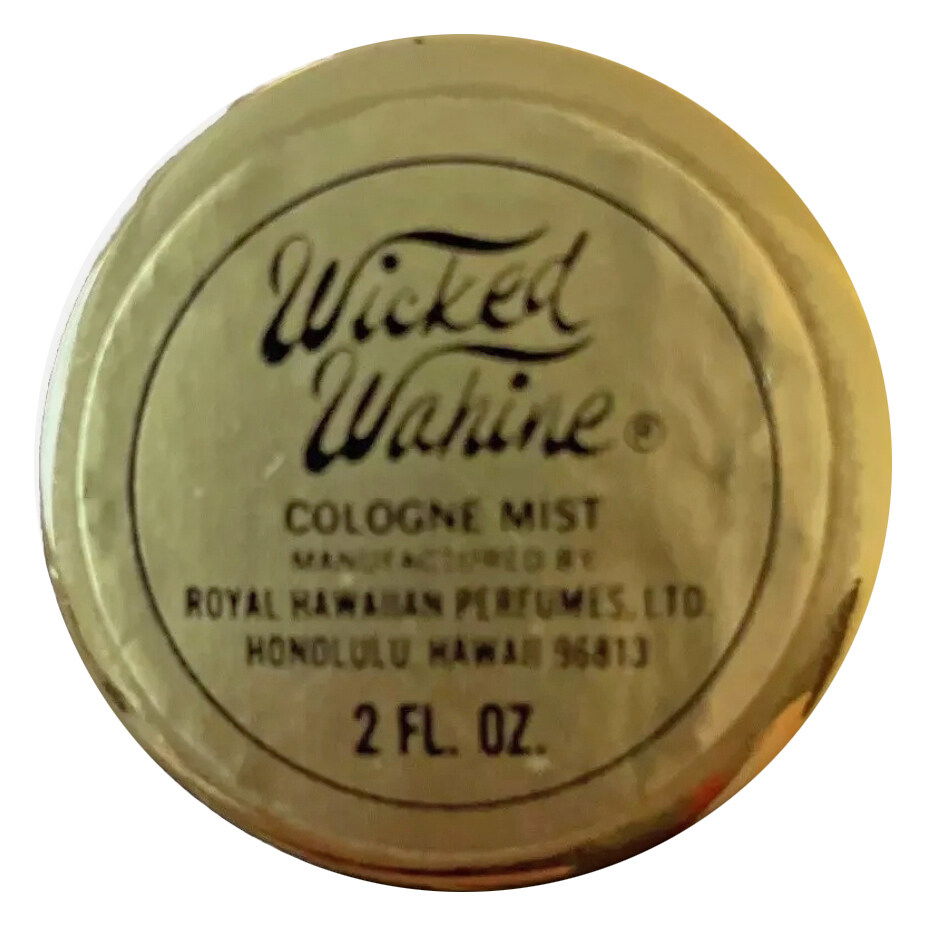 Wicked
Wahine ®
COLOGNE MIST
MANUFACTURED BY
ROYAL HAWAIIAN PERFUMES, LTD.
HONOLULU, HAWAII 96813
2 FL. OZ.